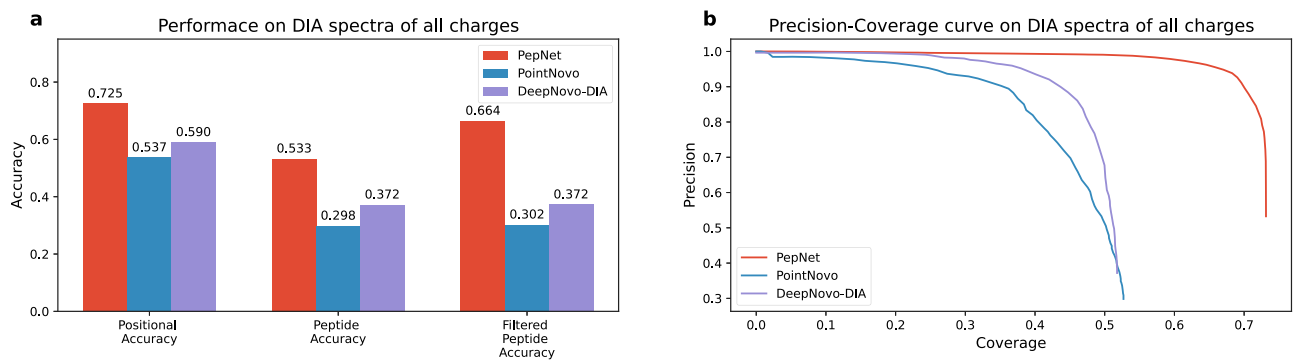 a
Performace on DIA spectra of all charges
PepNet
PointNovo
DeepNovo-DIA
Accuracy
0.8
0.6
0.4
0.2
0.0
0.725
0.537
0.590
0.533
0.298
0.372
0.664
0.302
0.372
Positional
Accuracy
Peptide
Accuracy
Filtered
Peptide
Accuracy
b
Precision-Coverage curve on DIA spectra of all charges
Precision
1.0
0.9
0.8
0.7
0.6
0.5
0.4
0.3
PepNet
PointNovo
DeepNovo-DIA
0.0 0.1 0.2 0.3 0.4 0.5 0.6 0.7
Coverage